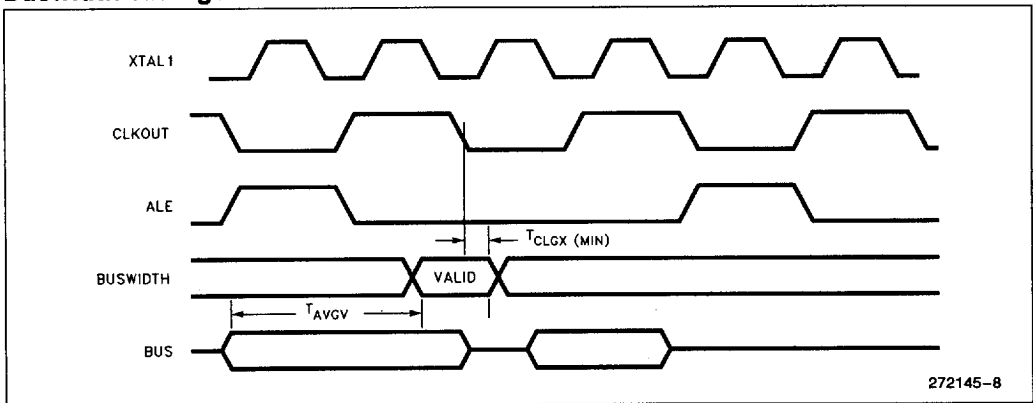 XTAL1
CLKOUT
ALE
TCLGX (MIN)
BUSWIDTH
VALID
TAVGV
BUS
272145-8